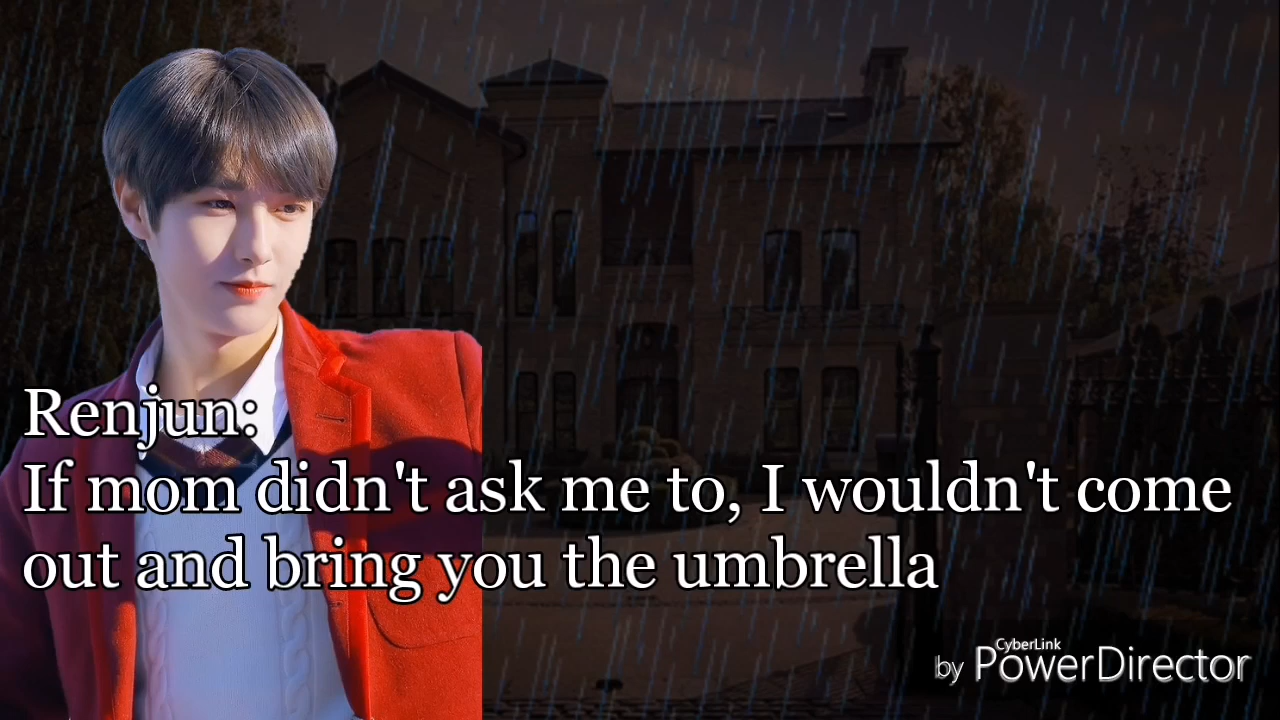 Renjun:
If mom didn't ask me to, I wouldn't come
out and bring you the umbrella
CyberLink
by PowerDirector